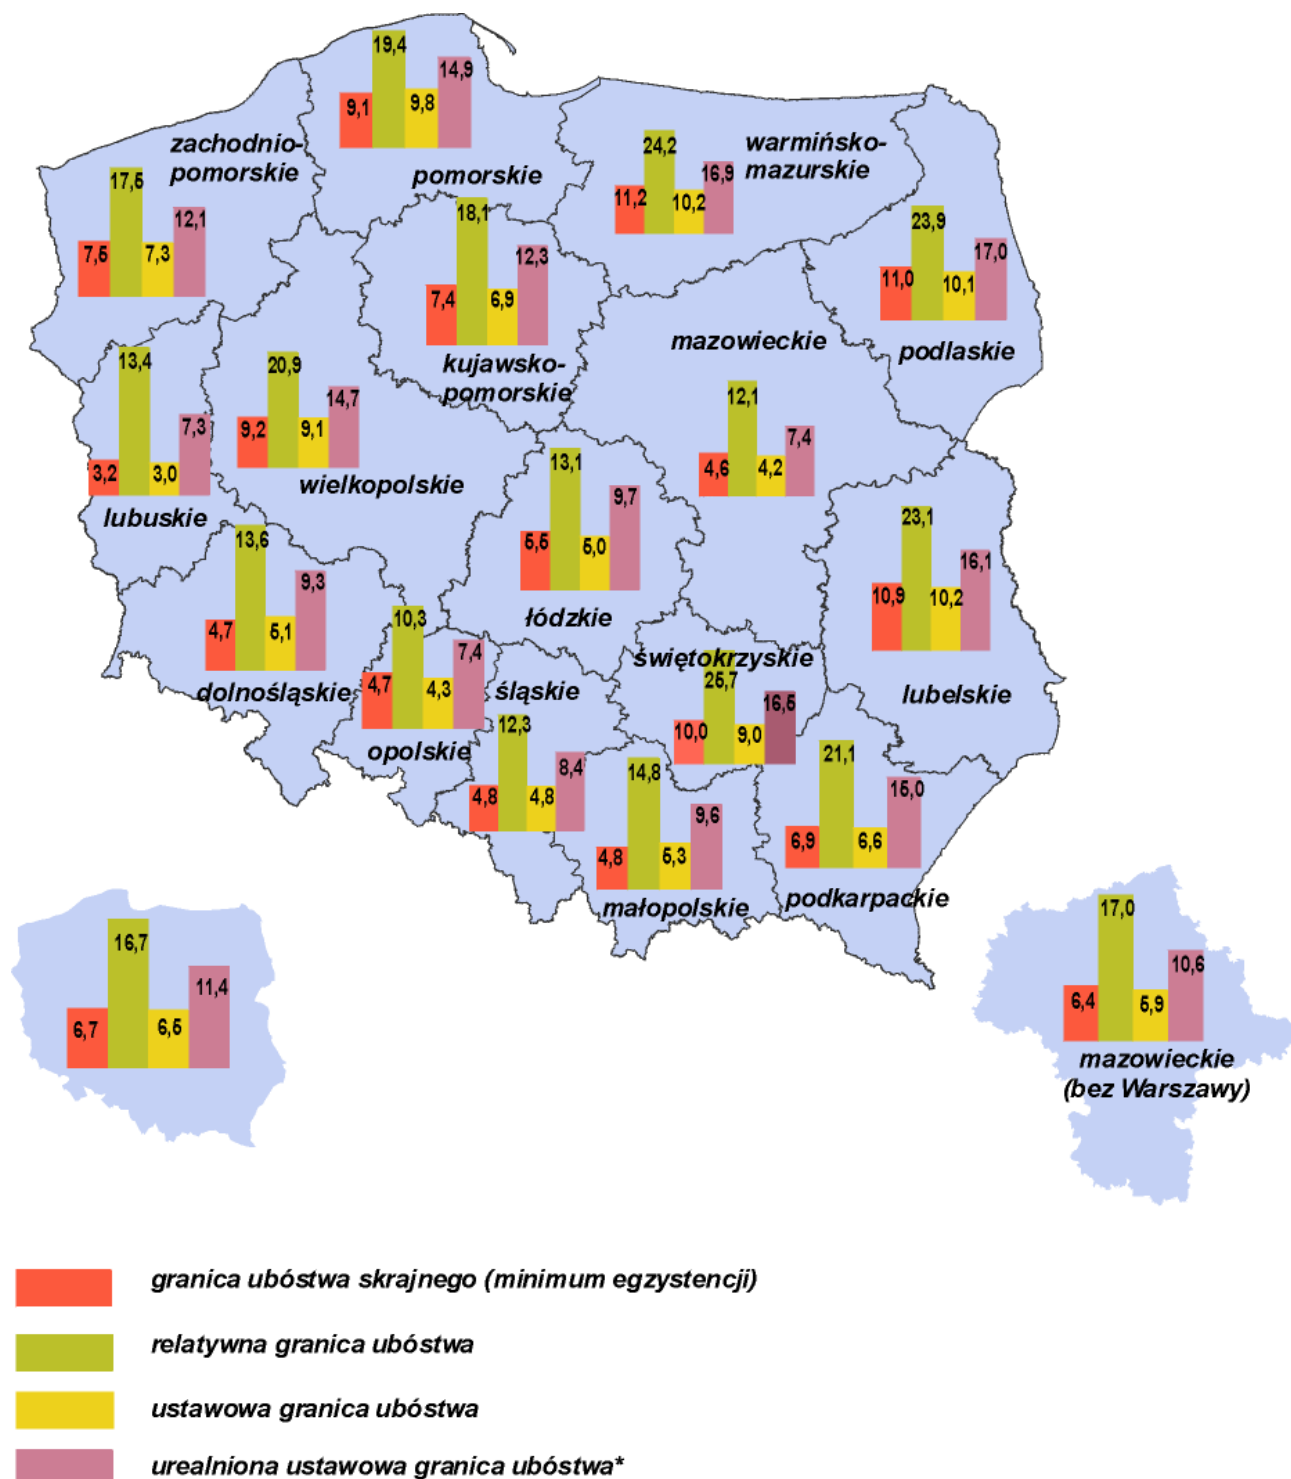 19,4
14,9
9,1
9,8
pomorskie
zachodnio-
pomorskie
17,5
12,1
7,5
7,3
warmińsko-
mazurskie
24,2
16,9
11,2
10,2
18,1
12,3
7,4
6,9
kujawsko-
pomorskie
23,9
17,0
11,0
10,1
podlaskie
mazowieckie
12,1
7,4
4,6
4,2
13,4
7,3
3,2
3,0
lubuskie
20,9
14,7
9,2
9,1
wielkopolskie
13,1
9,7
5,5
5,0
łódzkie
23,1
16,1
10,9
10,2
lubelskie
13,6
9,3
4,7
5,1
dolnośląskie
10,3
7,4
4,7
4,3
opolskie
śląskie
12,3
8,4
4,8
4,8
świętokrzyskie
25,7
16,5
10,0
9,0
14,8
9,6
4,8
5,3
małopolskie
21,1
15,0
6,9
6,6
podkarpackie
16,7
11,4
6,7
6,5
17,0
10,6
6,4
5,9
mazowieckie
(bez Warszawy)
granica ubóstwa skrajnego (minimum egzystencji)
relatywna granica ubóstwa
ustawowa granica ubóstwa
urealniona ustawowa granica ubóstwa*